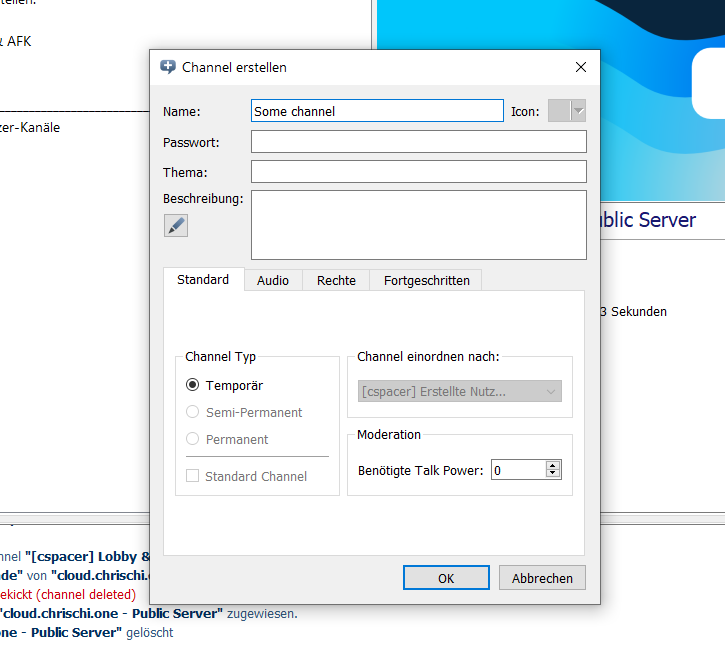 & AFK
zer-Kanäle
Channel erstellen
Name:
Some channel
Icon:
Passwort:
Thema:
Beschreibung:
Standard
Audio
Rechte
Fortgeschritten
Channel Typ
Temporär
Semi-Permanent
Permanent
Standard Channel
Channel einordnen nach:
[cspacer] Erstellte Nutz...
Moderation
Benötigte Talk Power:
0
OK
Abbrechen
ublic Server
3 Sekunden
nnel "[cspacer] Lobby &
de" von "cloud.chrischi.o
ekickt (channel deleted)
"cloud.chrischi.one - Public Server" zugewiesen.
one - Public Server" gelöscht